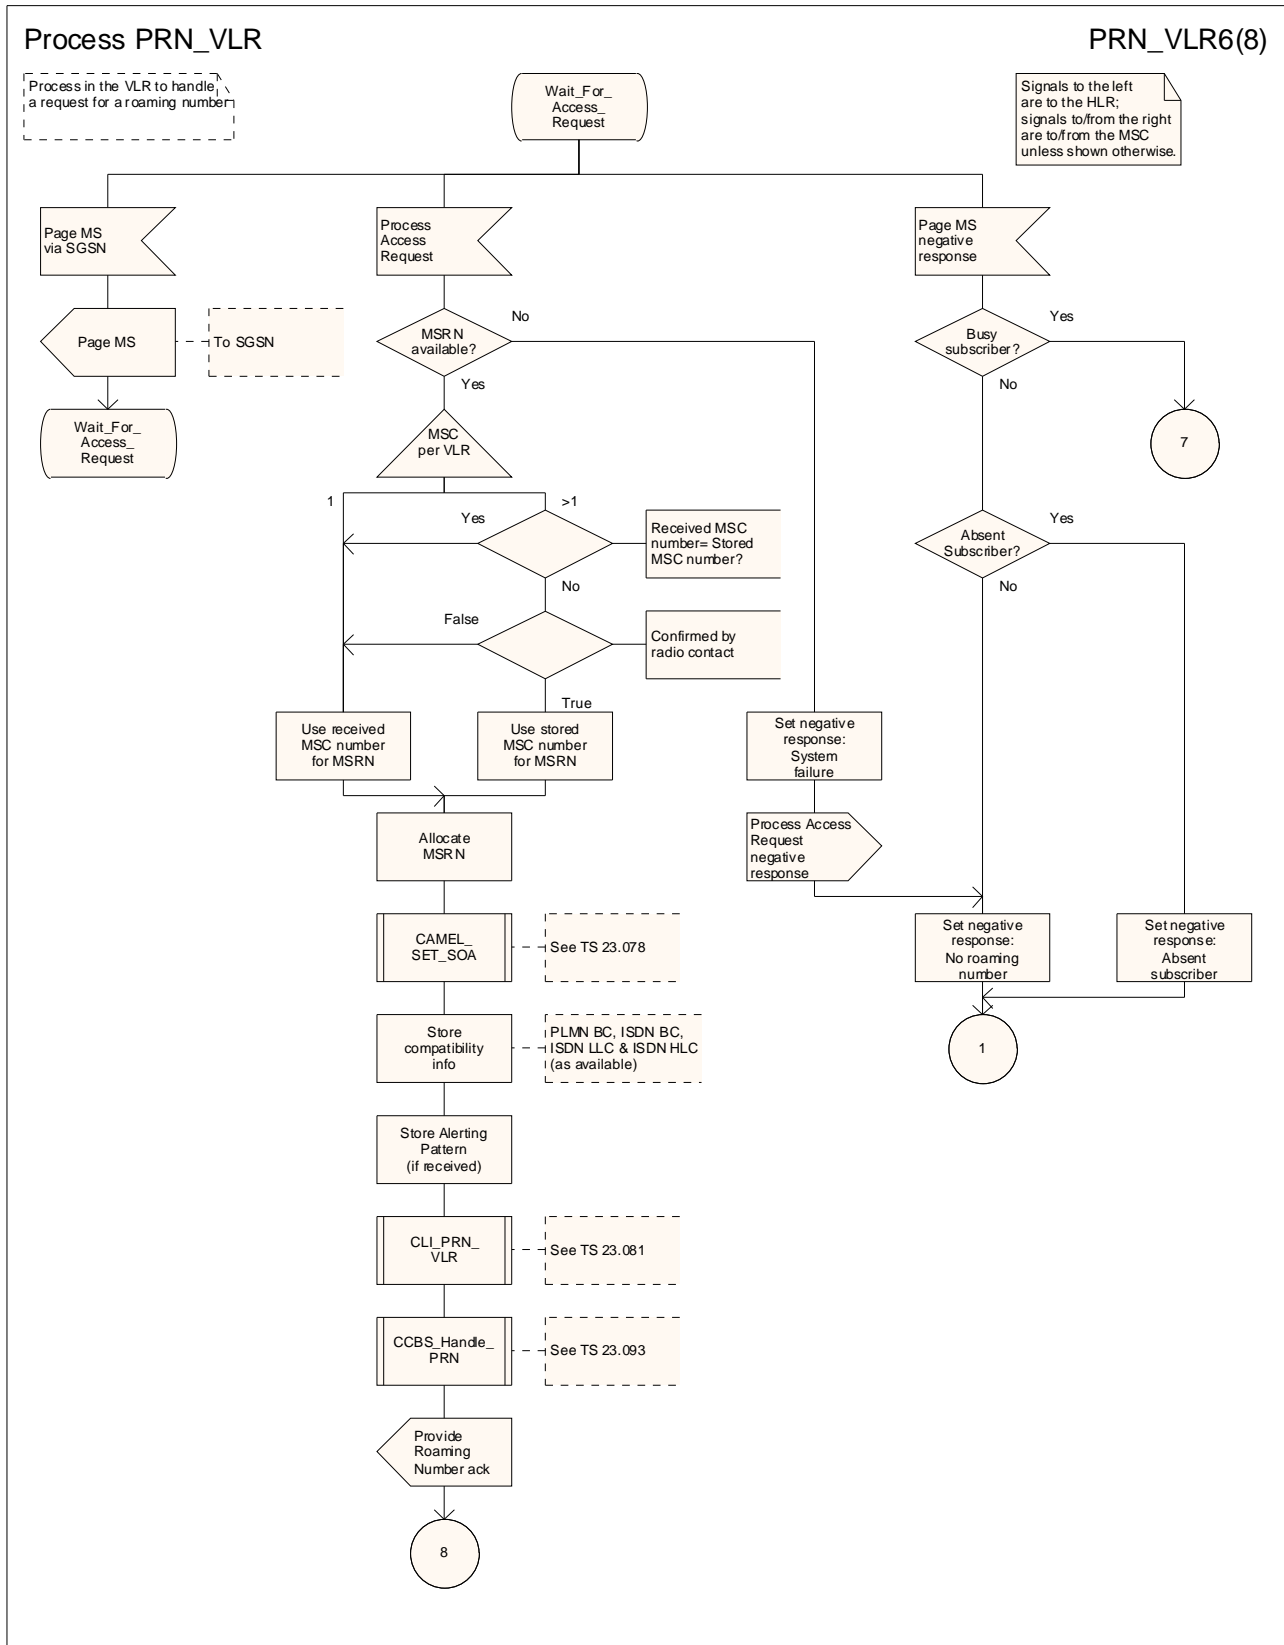 Process PRN_VLR
PRN_VLR6(8)
Process in the VLR to handle
a request for a roaming number
Wait_For_
Access_
Request
Signals to the left
are to the HLR;
signals to/from the right
are to/from the MSC
unless shown otherwise.
Page MS
via SGSN
Process
Access
Request
Page MS
negative
response
Page MS
To SGSN
MSRN
available?
No
Yes
Busy
subscriber?
Yes
No
Wait_For_
Access_
Request
MSC
per VLR
7
1
>1
Yes
Received MSC
number= Stored
MSC number?
No
Absent
Subscriber?
Yes
No
False
Confirmed by
radio contact
True
Use received
MSC number
for MSRN
Use stored
MSC number
for MSRN
Set negative
response:
System
failure
Allocate
MSRN
Process Access
Request
negative
response
CAMEL_
SET_SOA
See TS 23.078
Set negative
response:
No roaming
number
Set negative
response:
Absent
subscriber
Store
compatibility
info
PLMN BC, ISDN BC,
ISDN LLC & ISDN HLC
(as available)
1
Store Alerting
Pattern
(if received)
CLI_PRN_
VLR
See TS 23.081
CCBS_Handle_
PRN
See TS 23.093
Provide
Roaming
Number ack
8